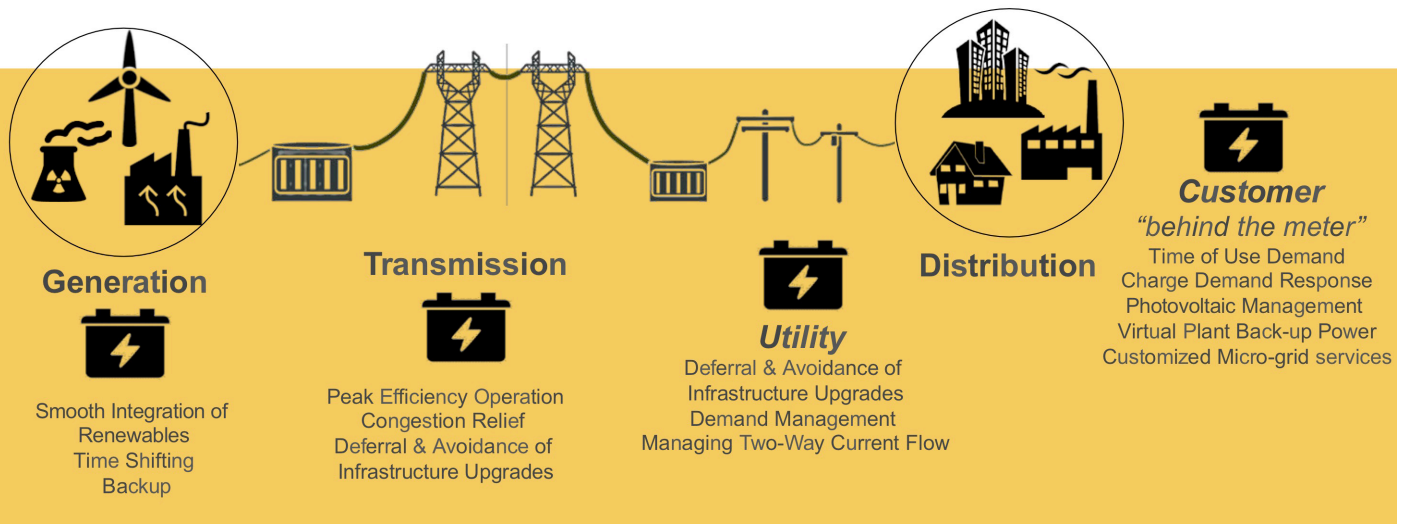 Generation
Smooth Integration of
Renewables
Time Shifting
Backup
Transmission
Peak Efficiency Operation
Congestion Relief
Deferral & Avoidance of
Infrastructure Upgrades
Utility
Deferral & Avoidance of
Infrastructure Upgrades
Demand Management
Managing Two-Way Current Flow
Distribution
Customer
“behind the meter”
Time of Use Demand
Charge Demand Response
Photovoltaic Management
Virtual Plant Back-up Power
Customized Micro-grid services